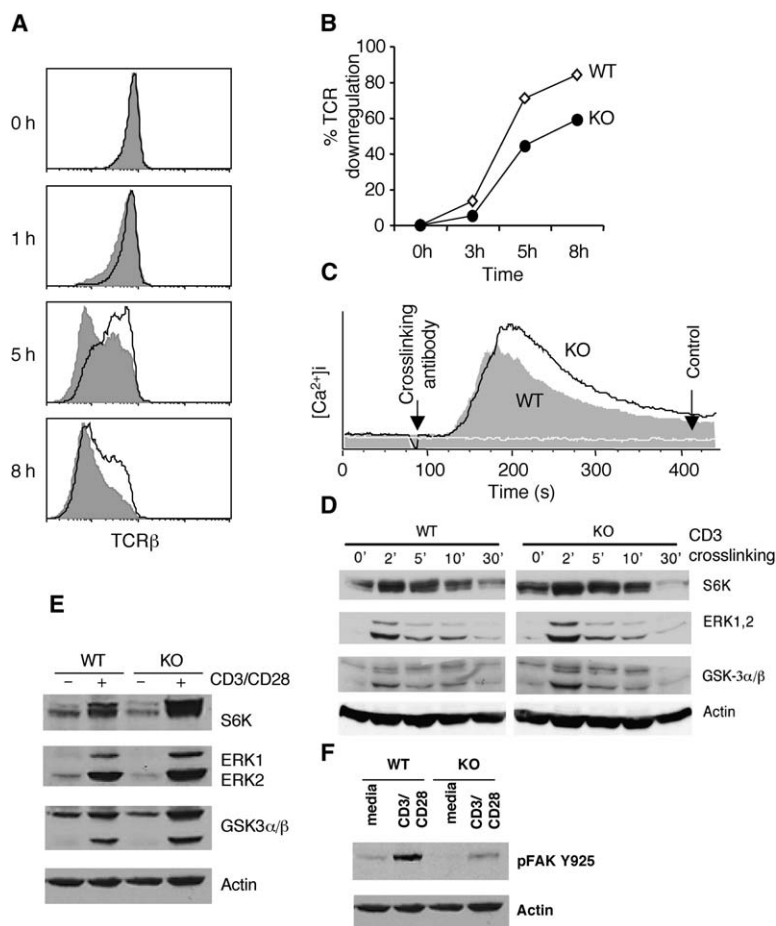 A
0 h
1 h
5 h
8 h
TCRβ
B
% TCR
downregulation
100
80
60
40
20
0
WT
KO
0h 3h 5h 8h
Time
C
[Ca2+]i
Crosslinking
antibody
KO
WT
Control
0 100 200 300 400
Time (s)
D
WT KO CD3
crosslinking
0' 2' 5' 10' 30' 0' 2' 5' 10' 30'
S6K
ERK1,2
GSK-3α/β
Actin
E
WT KO
– + – + CD3/CD28
S6K
ERK1
ERK2
GSK3α/β
Actin
F
WT KO
media CD3/CD28 media CD3/CD28
pFAK Y925
Actin